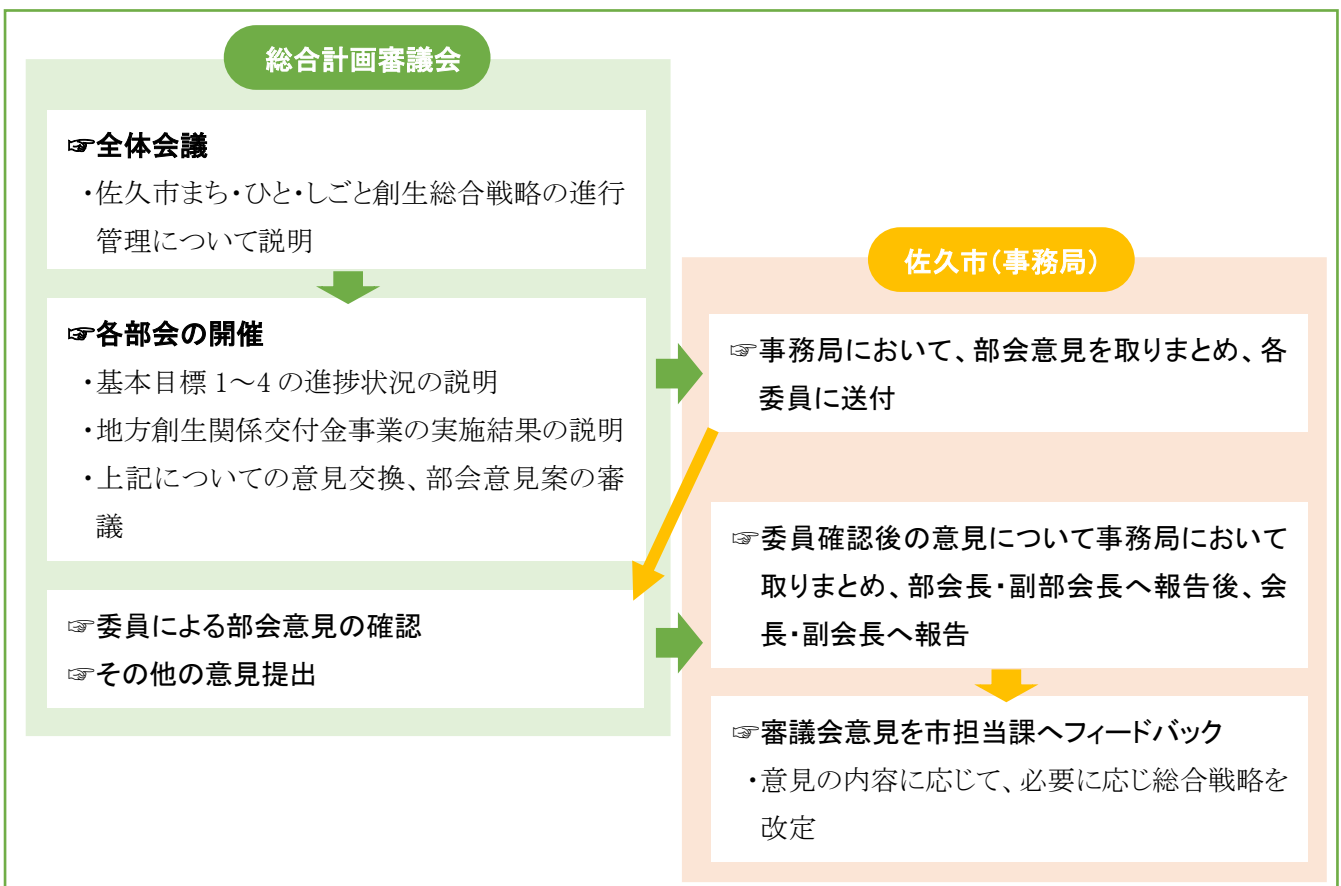 総合計画審議会
☞全体会議
・佐久市まち・ひと・しごと創生総合戦略の進行
管理について説明
☞各部会の開催
・基本目標1～4の進捗状況の説明
・地方創生関係交付金事業の実施結果の説明
・上記についての意見交換、部会意見案の審
議
☞委員による部会意見の確認
☞その他の意見提出
佐久市（事務局）
☞事務局において、部会意見を取りまとめ、各
委員に送付
☞委員確認後の意見について事務局において
取りまとめ、部会長・副部会長へ報告後、会
長・副会長へ報告
☞審議会意見を市担当課へフィードバック
・意見の内容に応じて、必要に応じ総合戦略を
改定